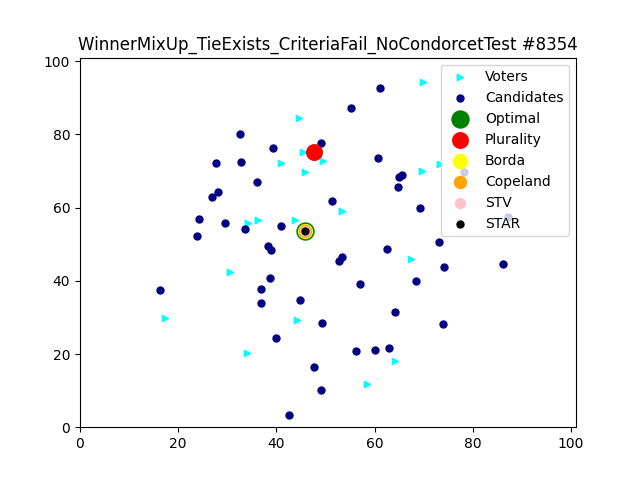 WinnerMixUp_TieExists_CriteriaFail_NoCondorcetTest #8354
100
80
60
40
20
0
0 20 40 60 80 100
Voters
Candidates
Optimal
Plurality
Borda
Copeland
STV
STAR